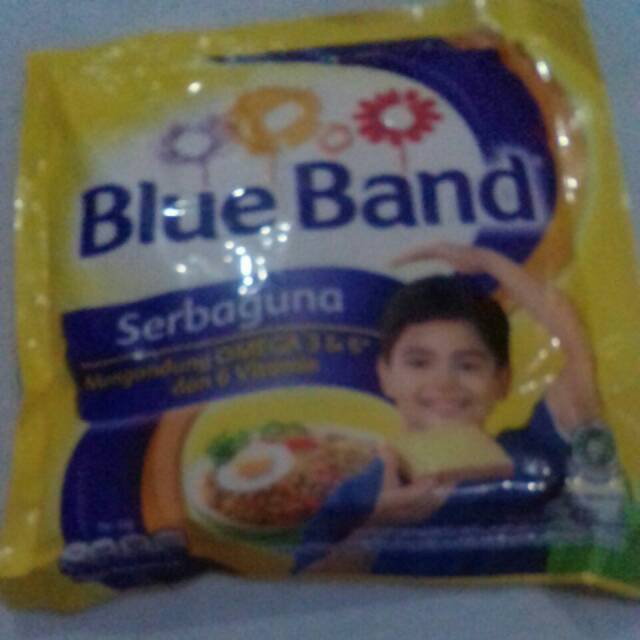 Blue Band
Serbaguna
Mengandung OMEGA 3 & 6*
dan 6 Vitamin